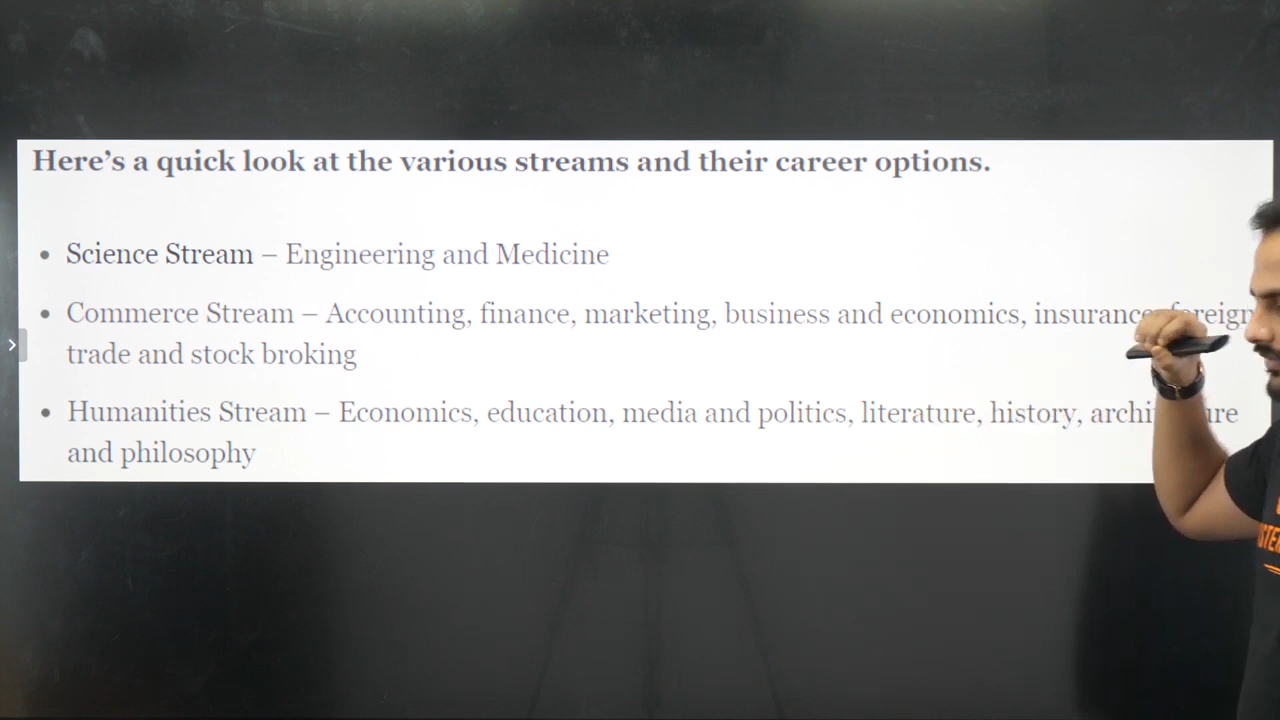 Here's a quick look at the various streams and their career options.
• Science Stream – Engineering and Medicine
• Commerce Stream – Accounting, finance, marketing, business and economics, insurance, foreign
trade and stock broking
• Humanities Stream – Economics, education, media and politics, literature, history,
and philosophy